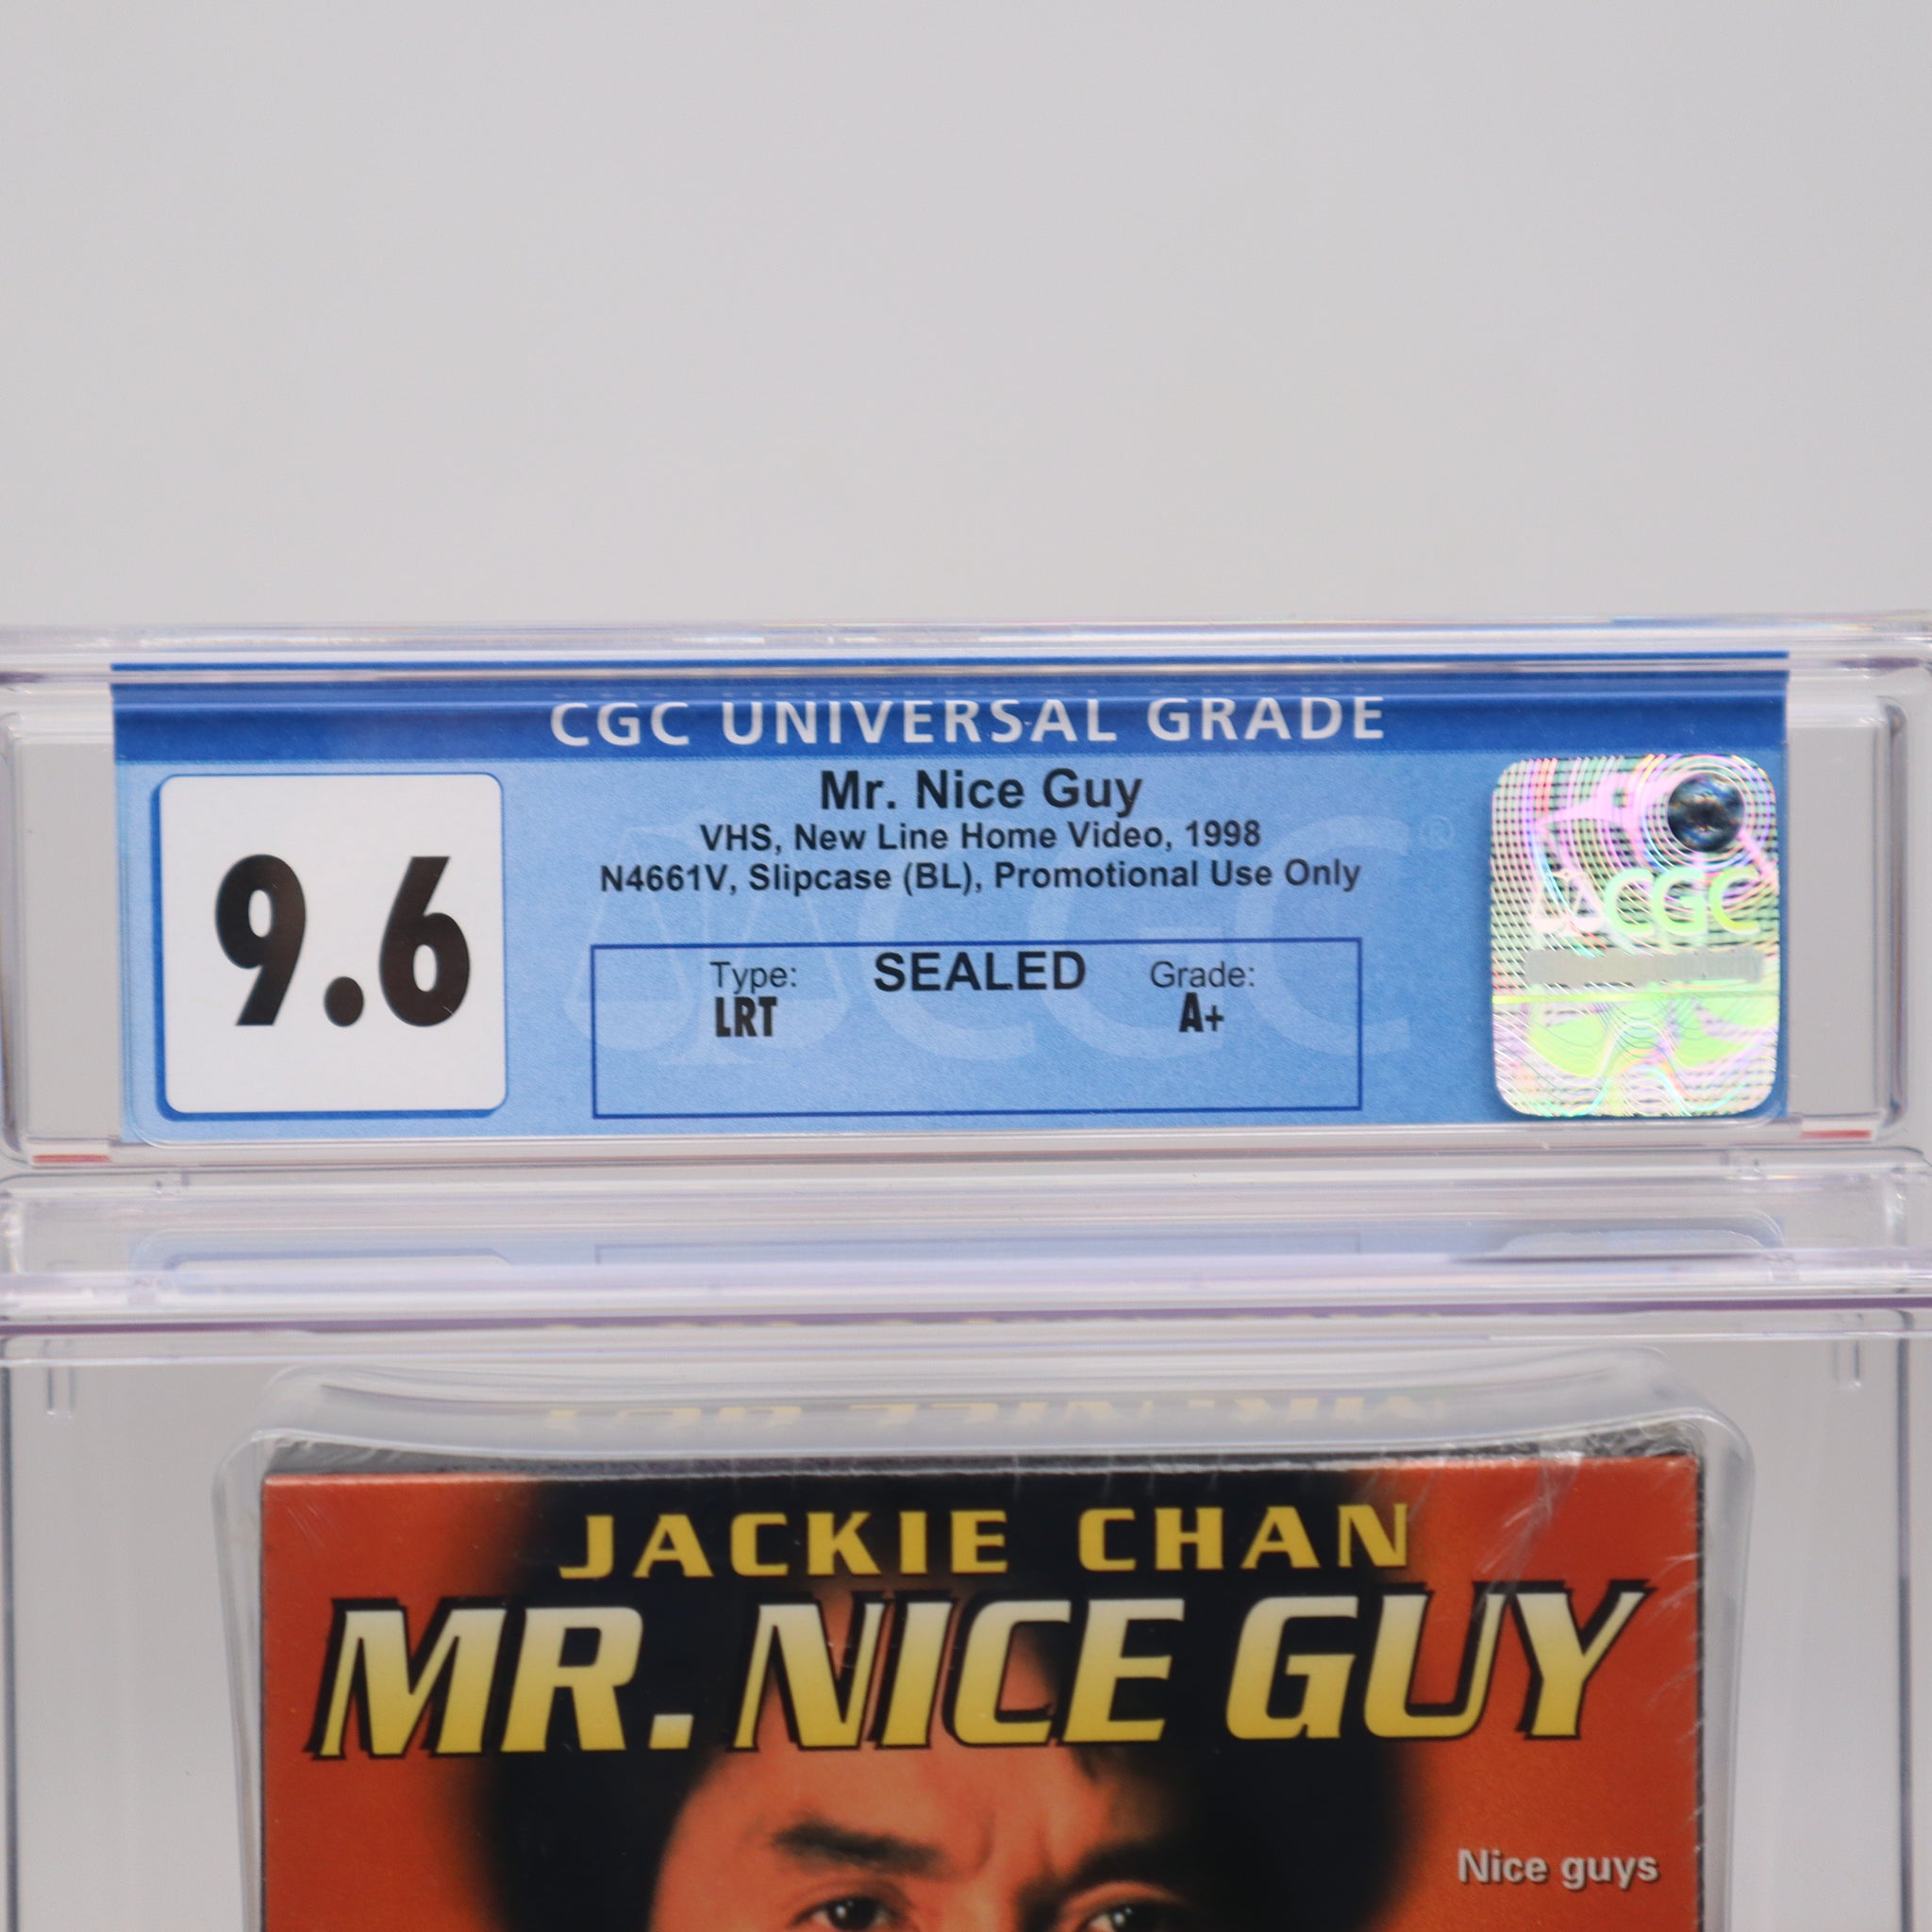 CGC UNIVERSAL GRADE
9.6
Mr. Nice Guy
VHS, New Line Home Video, 1998
N4661V, Slipcase (BL), Promotional Use Only
SEALED
Type:
LRT
Grade:
A+
CGC
CGC
JACKIE CHAN
MR. NICE GUY
Nice guys